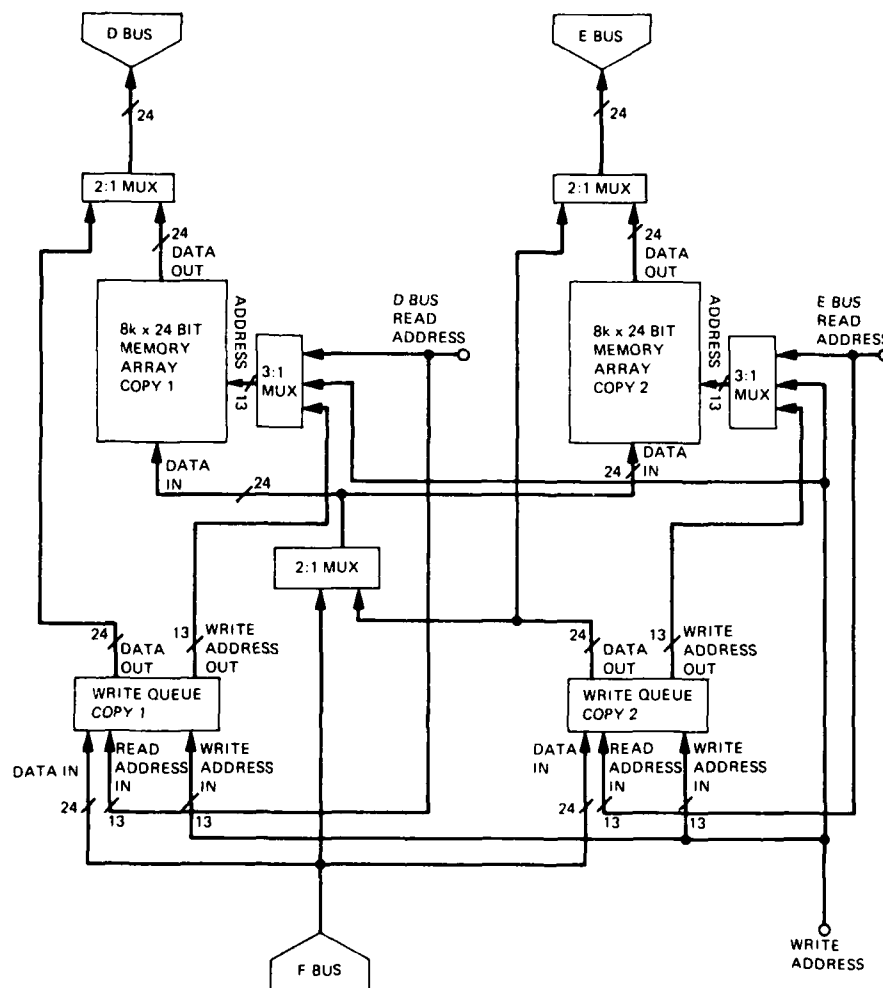 D BUS
E BUS
24
24
2:1 MUX
2:1 MUX
24
DATA
OUT
24
DATA
OUT
8k x 24 BIT
MEMORY
ARRAY
COPY 1
ADDRESS
13
3:1
MUX
D BUS
READ
ADDRESS
8k x 24 BIT
MEMORY
ARRAY
COPY 2
ADDRESS
13
3:1
MUX
E BUS
READ
ADDRESS
DATA
IN
24
24
DATA
IN
2:1 MUX
24
DATA
OUT
13
WRITE
ADDRESS
OUT
24
DATA
OUT
13
WRITE
ADDRESS
OUT
WRITE QUEUE
COPY 1
WRITE QUEUE
COPY 2
DATA IN
24
READ
ADDRESS
IN
13
WRITE
ADDRESS
IN
13
DATA
IN
24
READ
ADDRESS
IN
13
WRITE
ADDRESS
IN
13
F BUS
WRITE
ADDRESS